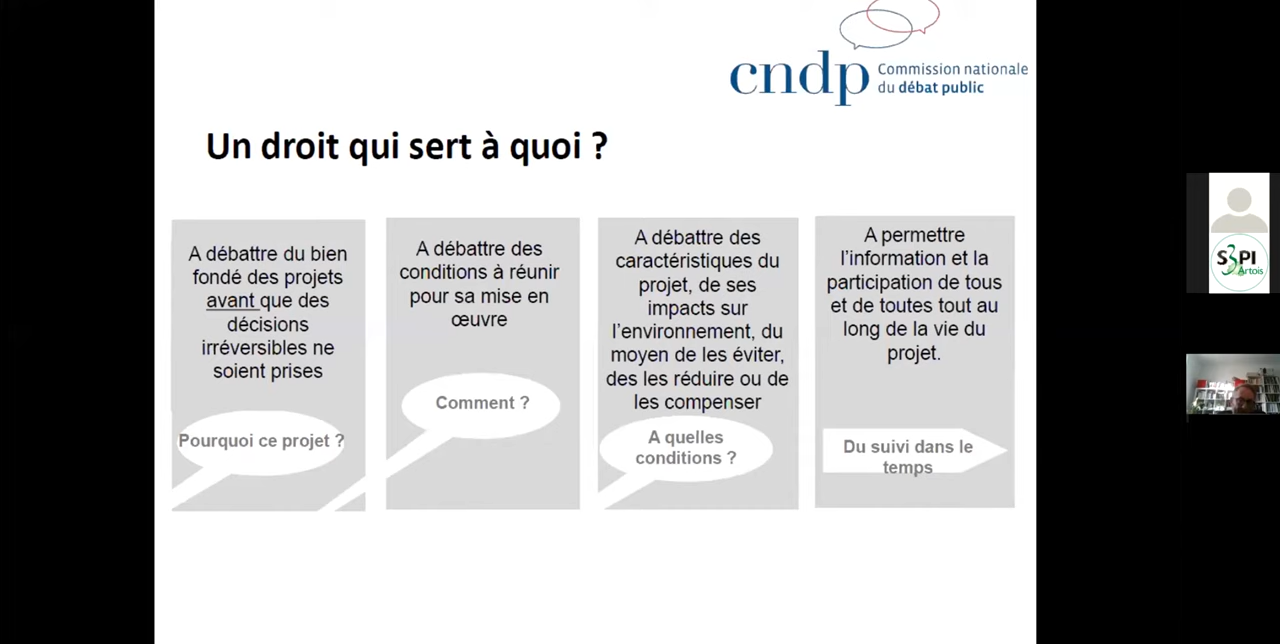 cndp
Commission nationale
du débat public
Un droit qui sert à quoi ?
A débattre du bien
fondé des projets
avant que des
décisions
irréversibles ne
soient prises
Pourquoi ce projet ?
A débattre des
conditions à réunir
pour sa mise en
œuvre
Comment ?
A débattre des
caractéristiques du
projet, de ses
impacts sur
l'environnement, du
moyen de les éviter,
des les réduire ou de
les compenser
A quelles
conditions ?
A permettre
l'information et la
participation de tous
et de toutes tout au
long de la vie du
projet.
Du suivi dans le
temps
S3PI
Artois